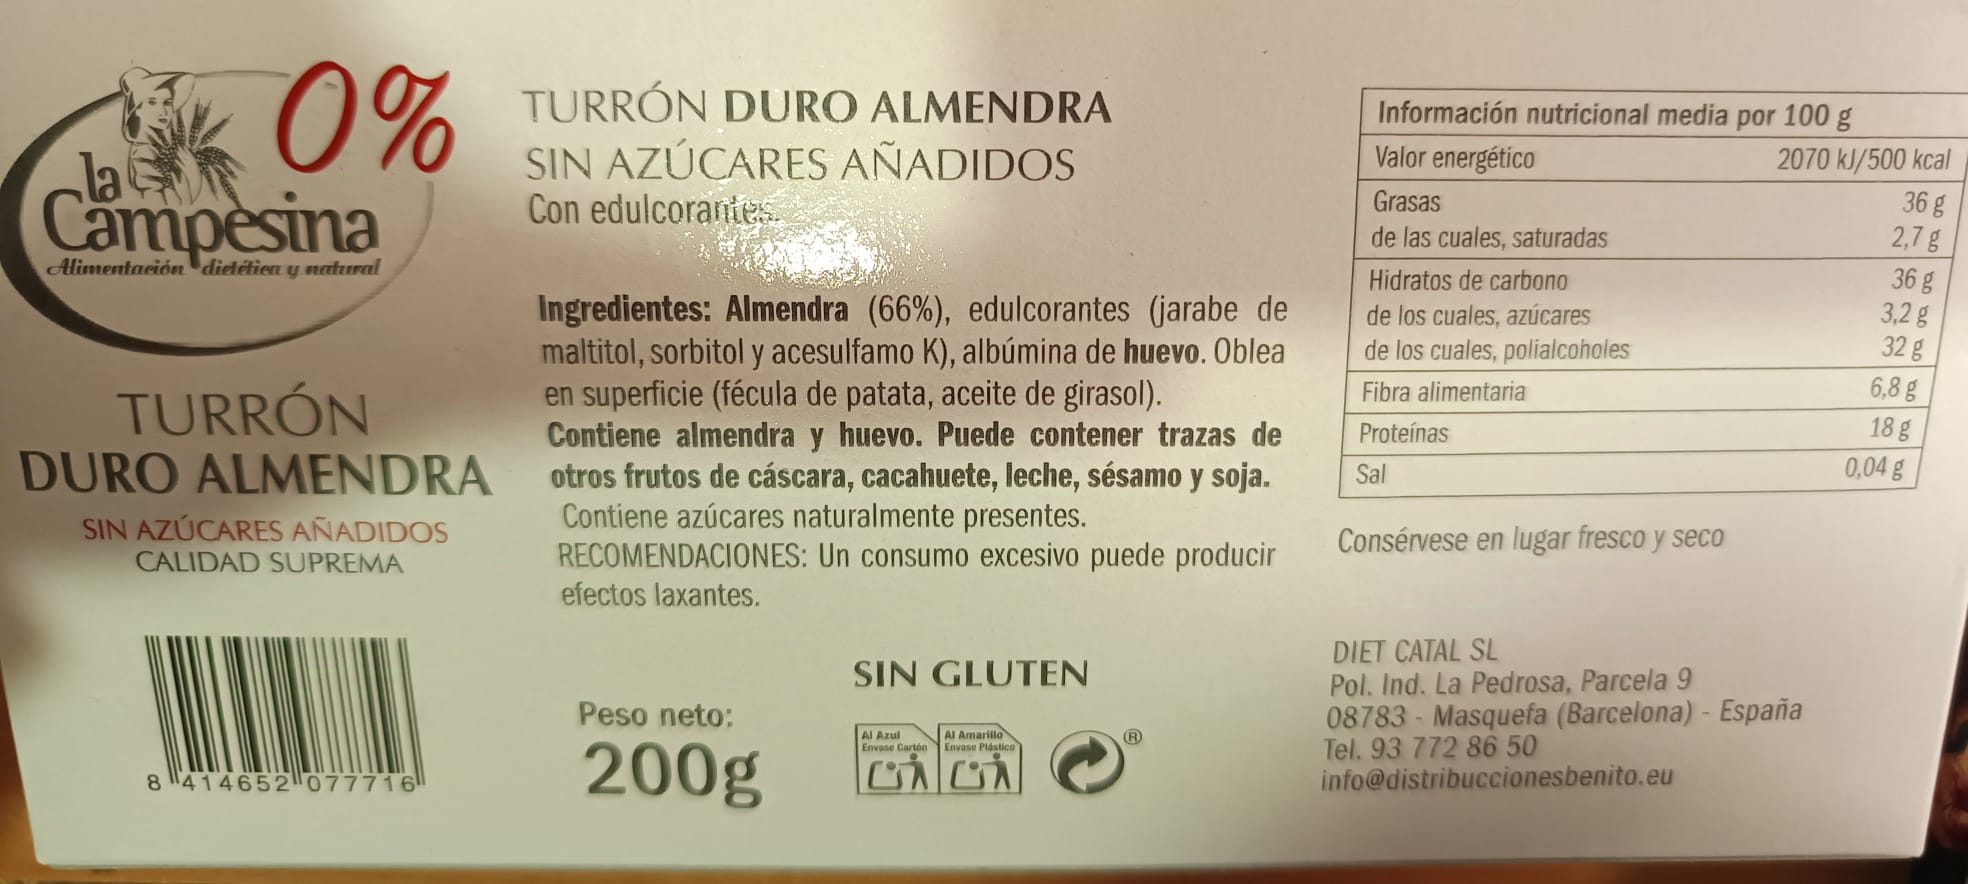 0%
la
Campesina
Alimentación dietética y natural
TURRÓN
DURO ALMENDRA
SIN AZÚCARES AÑADIDOS
CALIDAD SUPREMA
8 414652 077716
TURRÓN DURO ALMENDRA
SIN AZÚCARES AÑADIDOS
Con edulcorantes.
Ingredientes: Almendra (66%), edulcorantes (jarabe de
maltitol, sorbitol y acesulfamo K), albúmina de huevo. Oblea
en superficie (fécula de patata, aceite de girasol).
Contiene almendra y huevo. Puede contener trazas de
otros frutos de cáscara, cacahuete, leche, sésamo y soja.
Contiene azúcares naturalmente presentes.
RECOMENDACIONES: Un consumo excesivo puede producir
efectos laxantes.
Peso neto:
200g
SIN GLUTEN
Al Azul
Envase Cartón
Al Amarillo
Envase Plástico
®
Información nutricional media por 100 g
Valor energético 2070 kJ/500 kcal
Grasas 36 g
de las cuales, saturadas 2,7 g
Hidratos de carbono 36 g
de los cuales, azúcares 3,2 g
de los cuales, polialcoholes 32 g
Fibra alimentaria 6,8 g
Proteínas 18 g
Sal 0,04 g
Consérvese en lugar fresco y seco
DIET CATAL SL
Pol. Ind. La Pedrosa, Parcela 9
08783 - Masquefa (Barcelona) - España
Tel. 93 772 86 50
info@distribuccionesbenito.eu